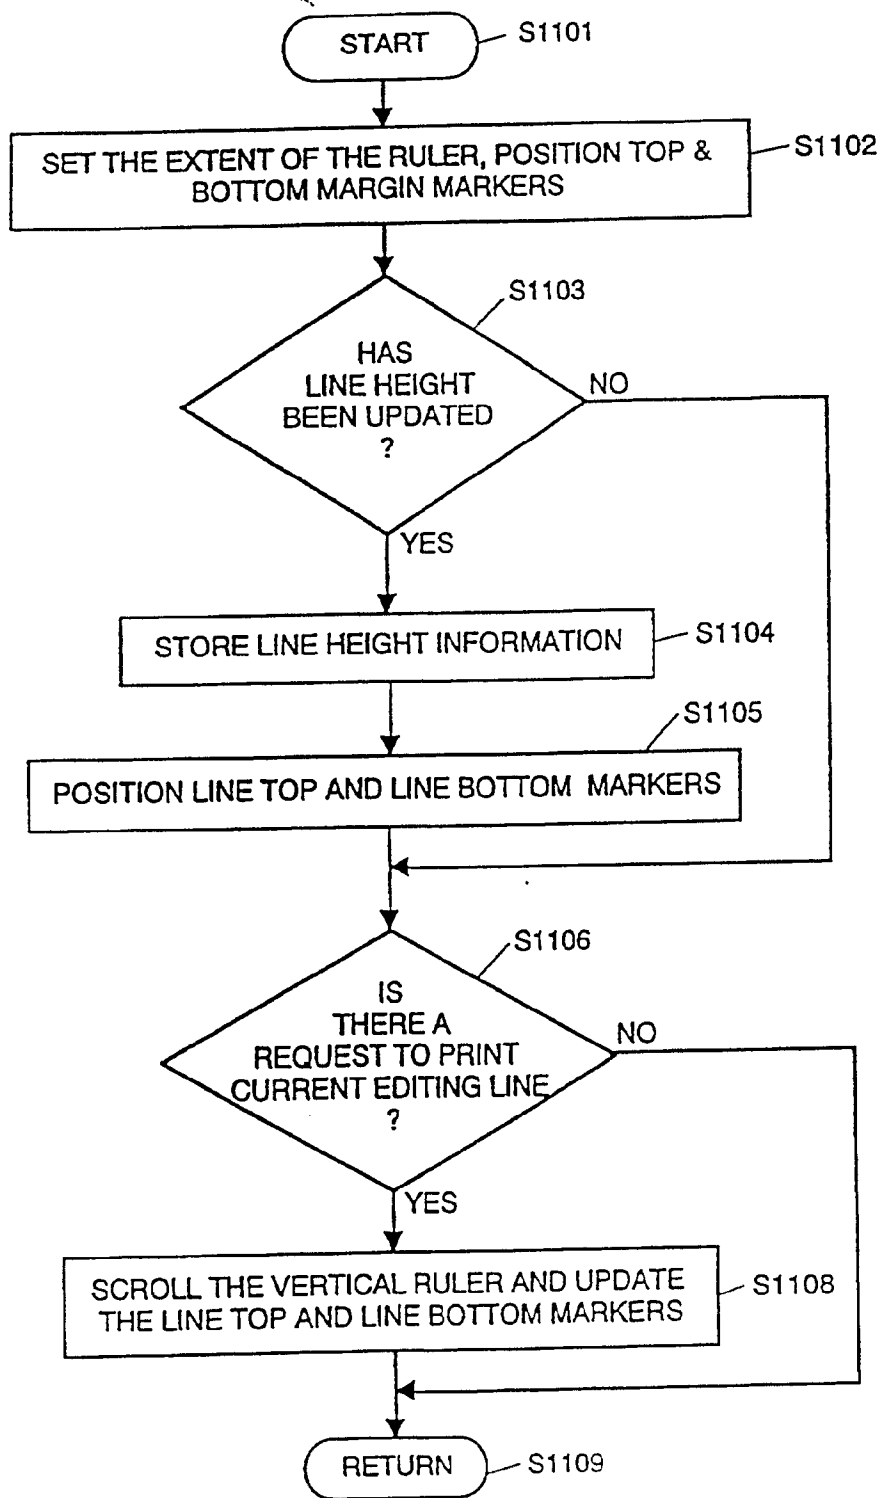 START
S1101
SET THE EXTENT OF THE RULER, POSITION TOP &
BOTTOM MARGIN MARKERS
S1102
S1103
HAS
LINE HEIGHT
BEEN UPDATED
?
NO
YES
STORE LINE HEIGHT INFORMATION
S1104
S1105
POSITION LINE TOP AND LINE BOTTOM MARKERS
S1106
IS
THERE A
REQUEST TO PRINT
CURRENT EDITING LINE
?
NO
YES
SCROLL THE VERTICAL RULER AND UPDATE
THE LINE TOP AND LINE BOTTOM MARKERS
S1108
RETURN
S1109